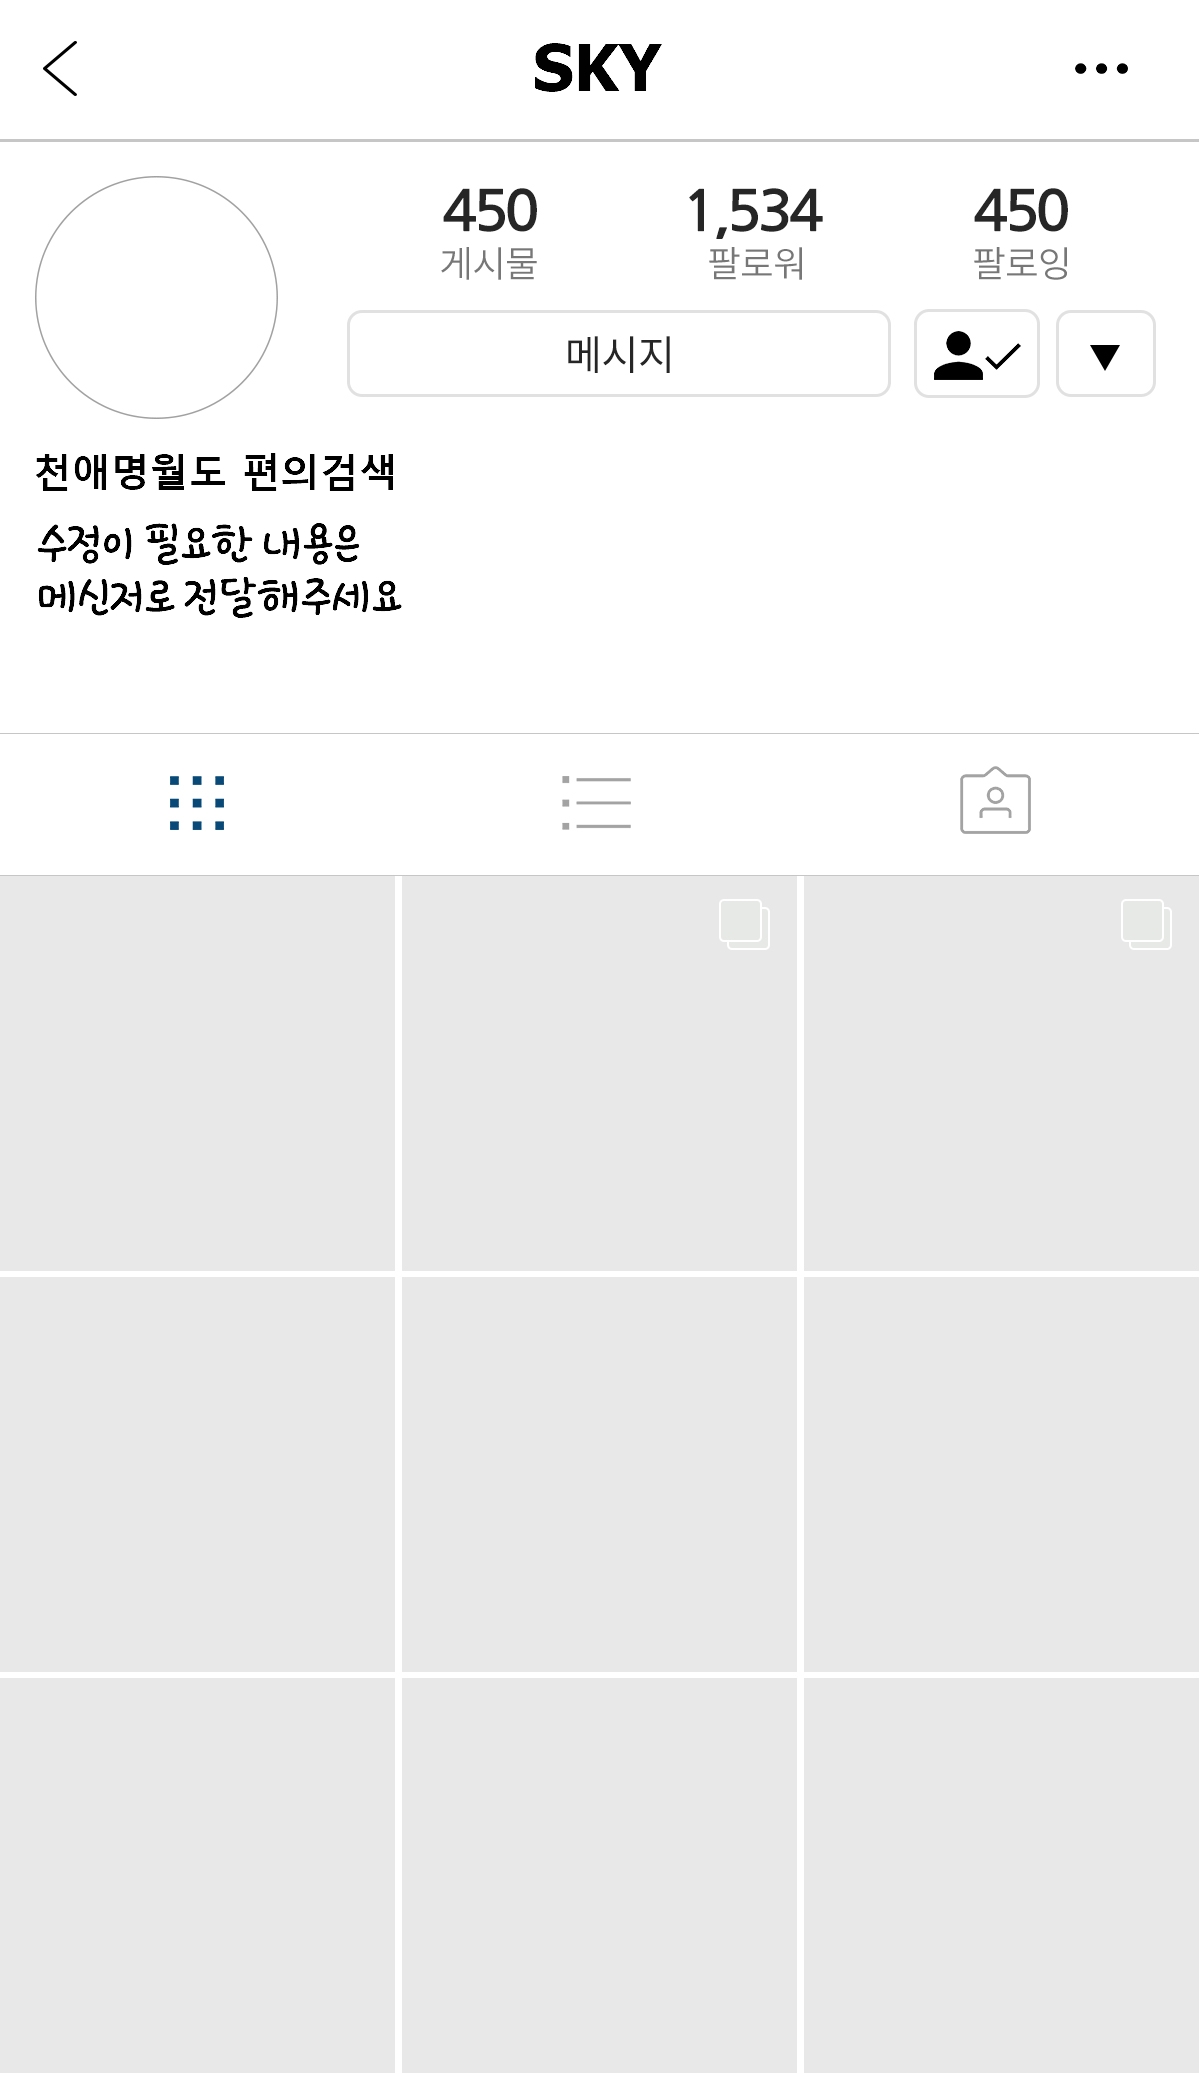 SKY
450 1,534 450
게시물 팔로워 팔로잉
메시지
천애명월도 편의검색
수정이 필요한 내용은
메신저로 전달해주세요